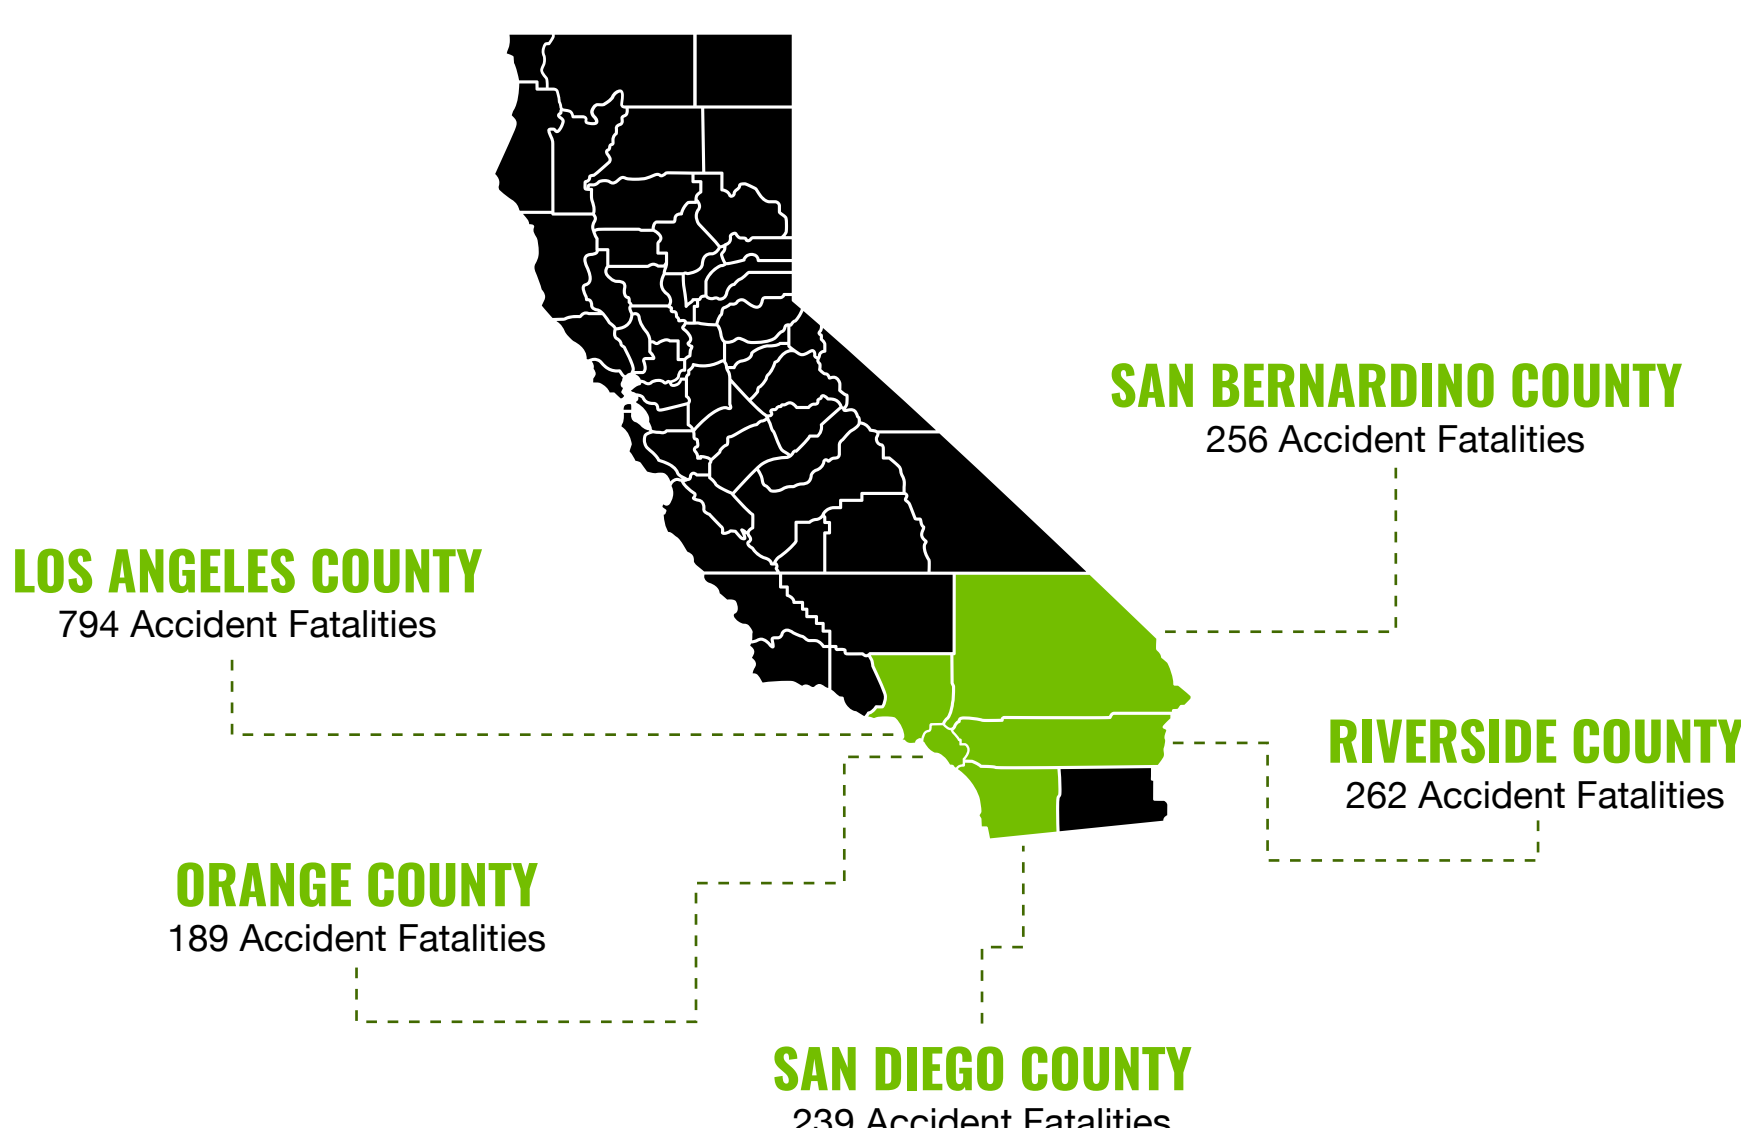 SAN BERNARDINO COUNTY
256 Accident Fatalities
LOS ANGELES COUNTY
794 Accident Fatalities
RIVERSIDE COUNTY
262 Accident Fatalities
ORANGE COUNTY
189 Accident Fatalities
SAN DIEGO COUNTY
239 Accident Fatalities